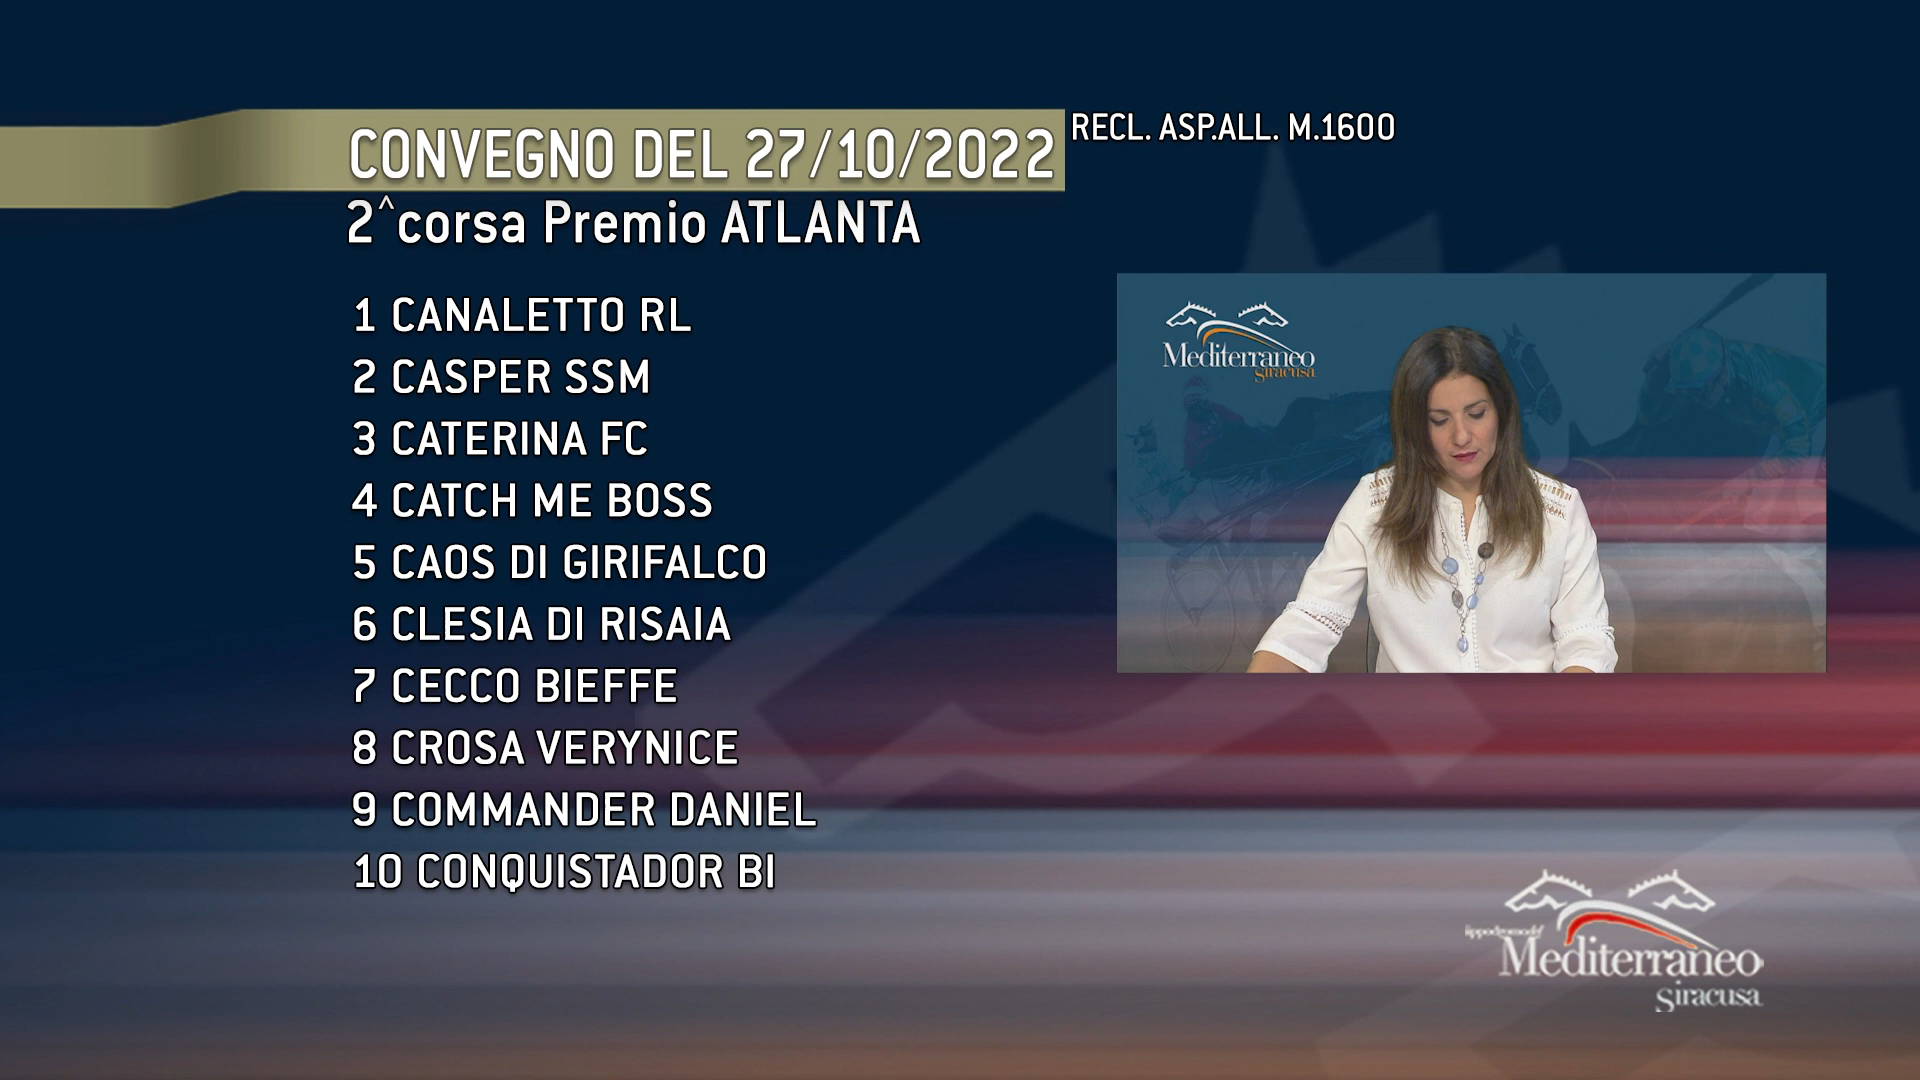 CONVEGNO DEL 27/10/2022
RECL. ASP.ALL. M.1600
2^corsa Premio ATLANTA
1 CANALETTO RL
2 CASPER SSM
3 CATERINA FC
4 CATCH ME BOSS
5 CAOS DI GIRIFALCO
6 CLESIA DI RISAIA
7 CECCO BIEFFE
8 CROSA VERYNICE
9 COMMANDER DANIEL
10 CONQUISTADOR BI
Mediterraneo
Siracusa
Ippodromo del
Mediterraneo
Siracusa